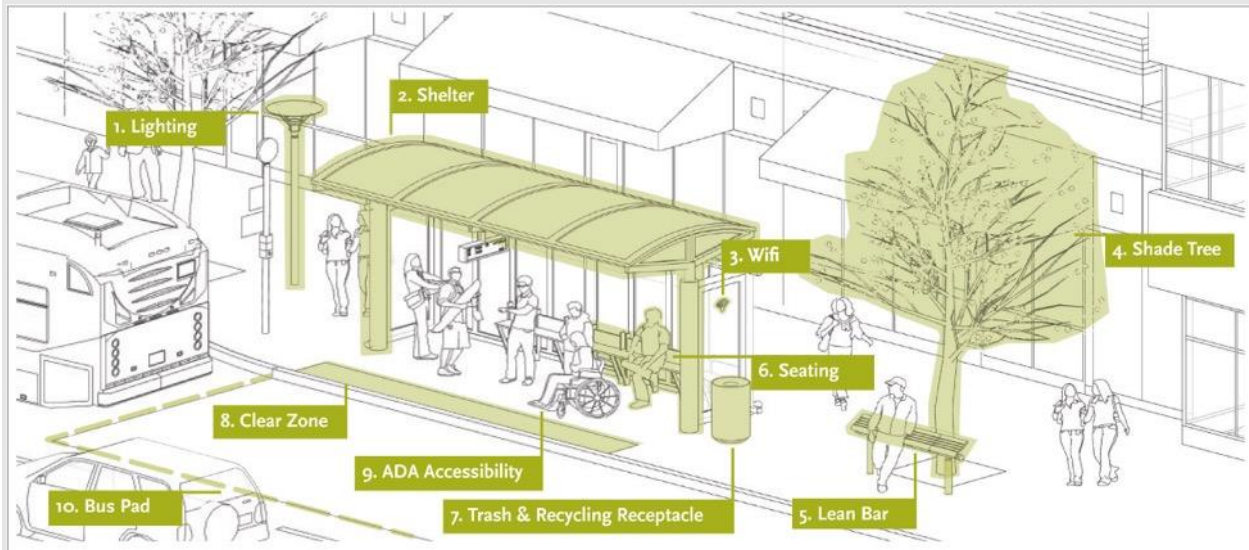 1. Lighting
2. Shelter
3. Wifi
4. Shade Tree
6. Seating
8. Clear Zone
9. ADA Accessibility
10. Bus Pad
7. Trash & Recycling Receptacle
5. Lean Bar